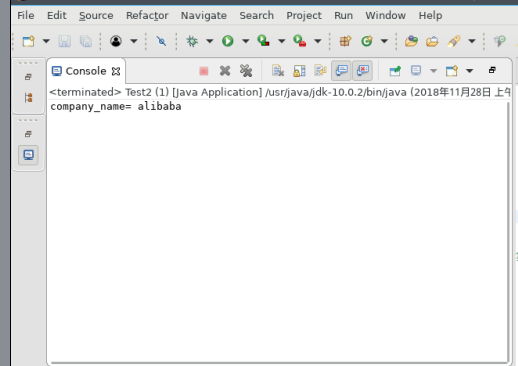 File Edit Source Refactor Navigate Search Project Run Window Help
Console
<terminated> Test2 (1) [Java Application] /usr/java/jdk-10.0.2/bin/java (2018年11月28日 上午
company_name= alibaba